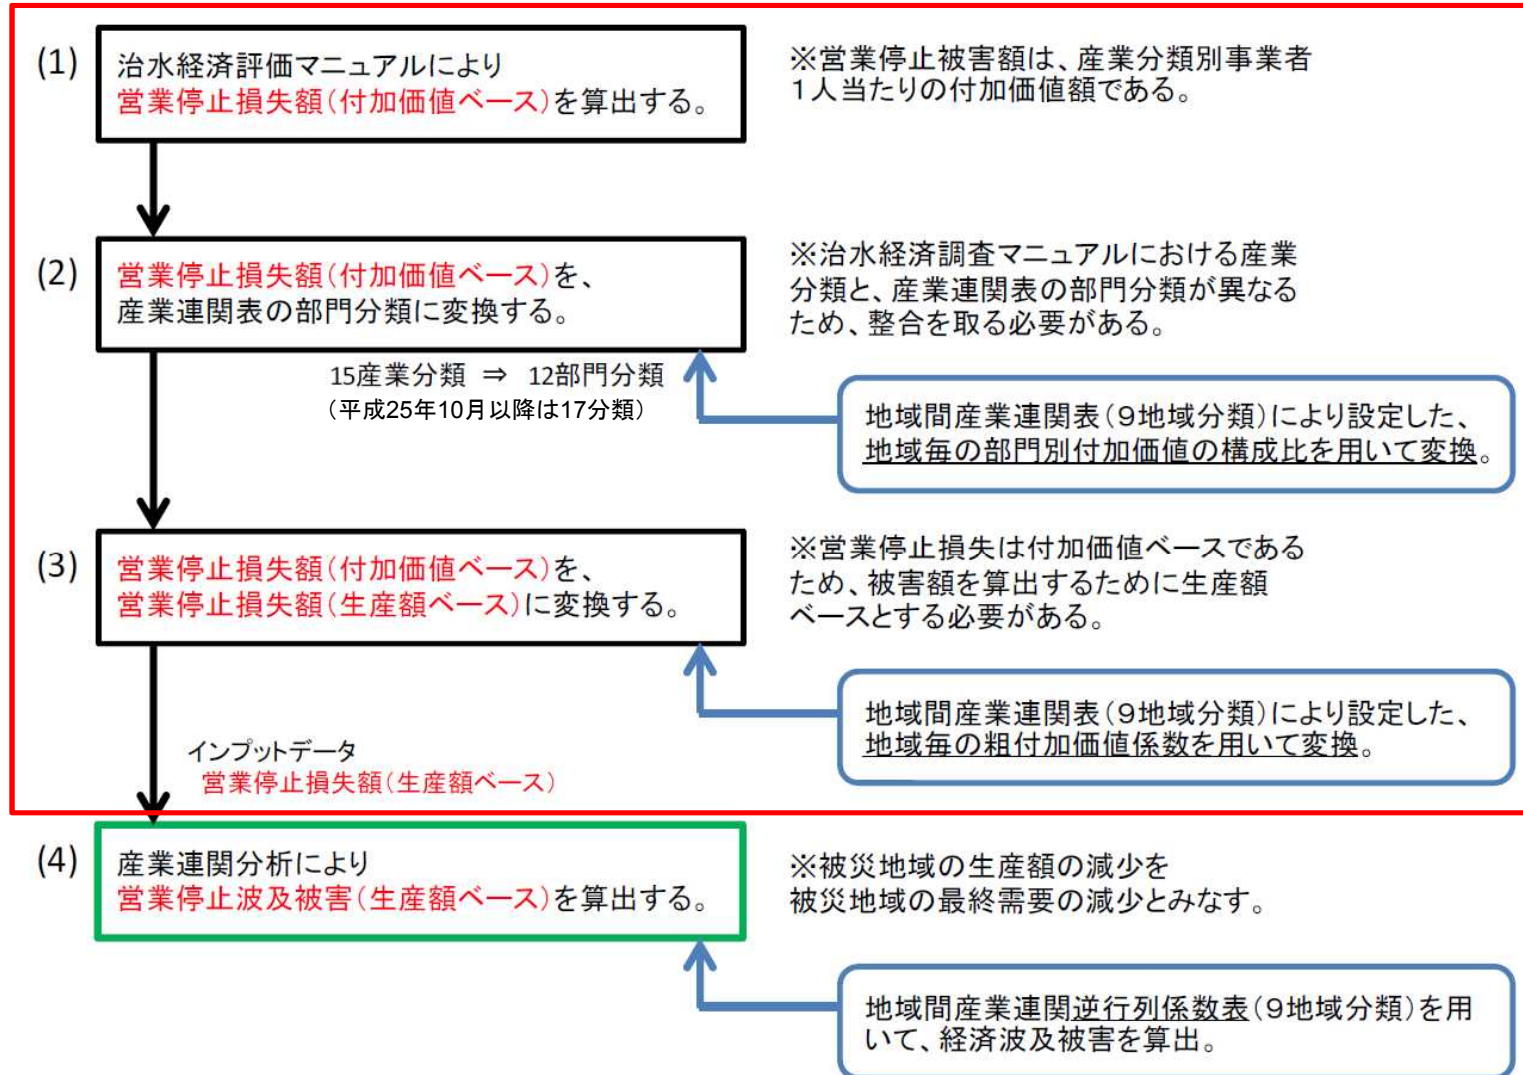 (1)
治水経済評価マニュアルにより
営業停止損失額(付加価値ベース)を算出する。
※営業停止被害額は、産業分類別事業者
1人当たりの付加価値額である。
(2)
営業停止損失額(付加価値ベース)を、
産業連関表の部門分類に変換する。
※治水経済調査マニュアルにおける産業
分類と、産業連関表の部門分類が異なる
ため、整合を取る必要がある。
15産業分類 ⇒ 12部門分類
(平成25年10月以降は17分類)
地域間産業連関表(9地域分類)により設定した、
地域毎の部門別付加価値の構成比を用いて変換。
(3)
営業停止損失額(付加価値ベース)を、
営業停止損失額(生産額ベース)に変換する。
※営業停止損失は付加価値ベースである
ため、被害額を算出するために生産額
ベースとする必要がある。
地域間産業連関表(9地域分類)により設定した、
地域毎の粗付加価値係数を用いて変換。
インプットデータ
営業停止損失額(生産額ベース)
(4)
産業連関分析により
営業停止波及被害(生産額ベース)を算出する。
※被災地域の生産額の減少を
被災地域の最終需要の減少とみなす。
地域間産業連関逆行列係数表(9地域分類)を用
いて、経済波及被害を算出。